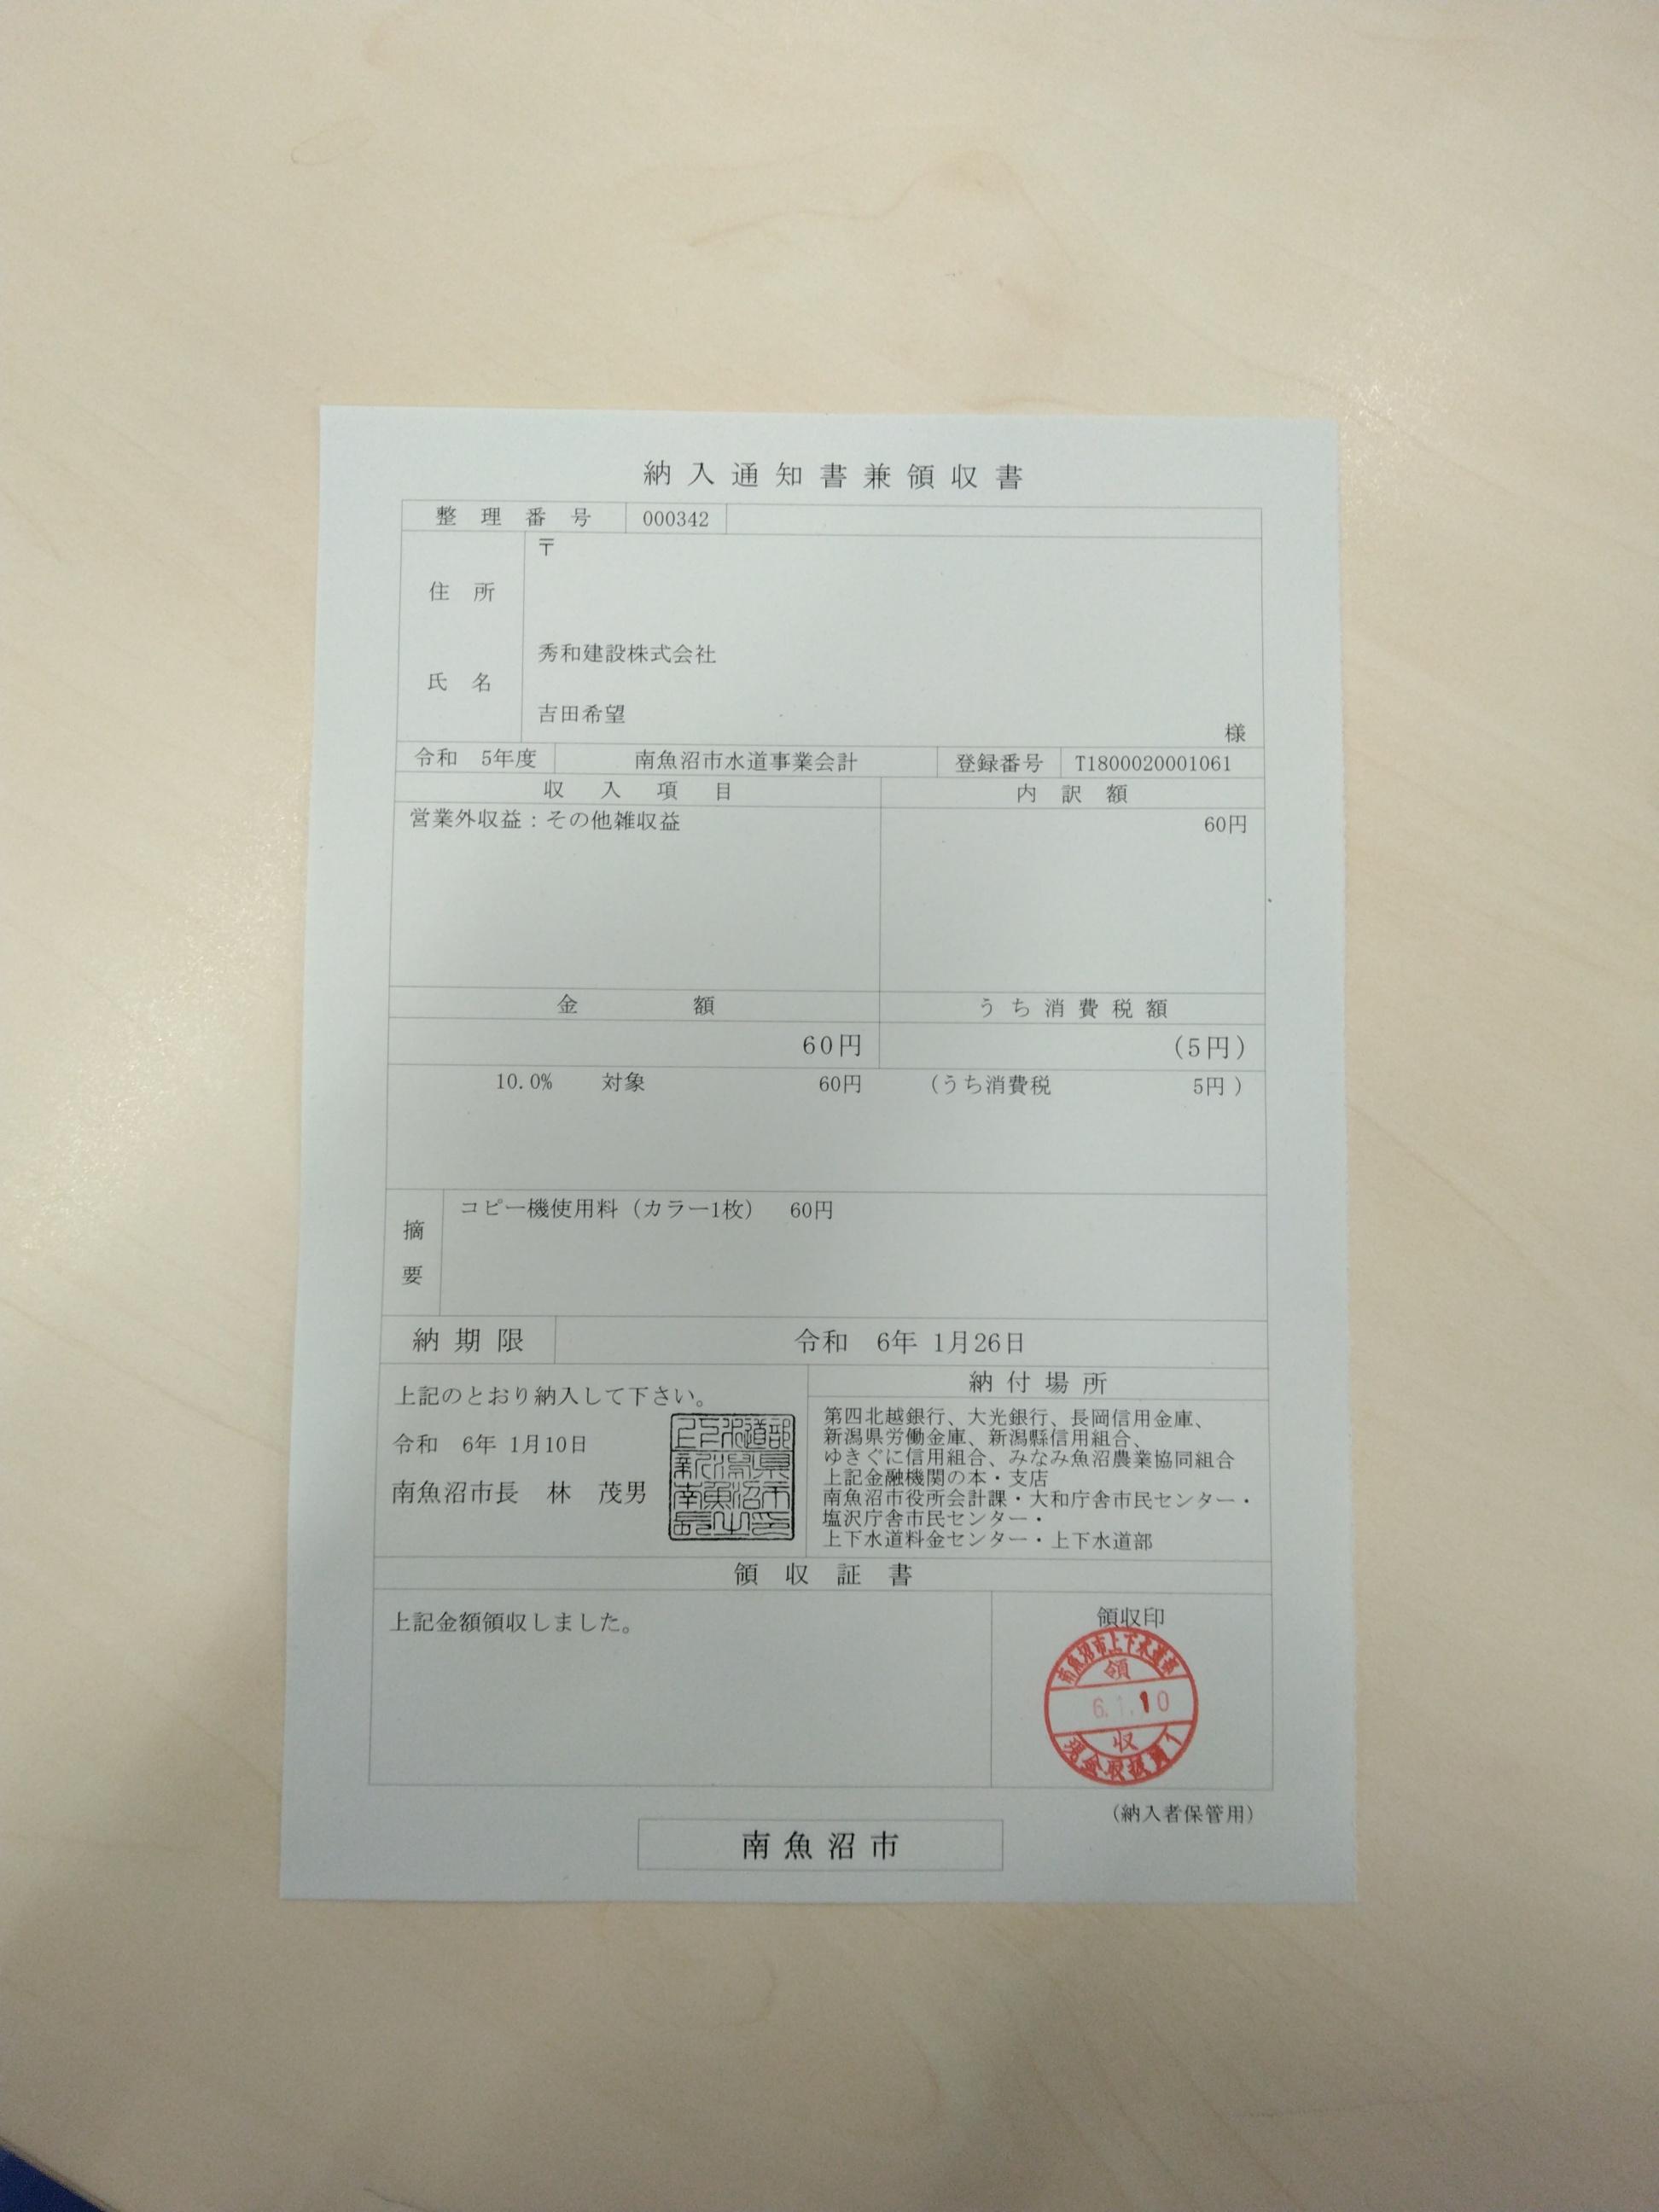 納入通知書兼領収書
整理番号 000342
〒
住所
秀和建設株式会社
氏名
吉田希望
様
令和 5年度 南魚沼市水道事業会計 登録番号 T1800020001061
収入項目 内訳額
営業外収益:その他雑収益 60円
金額 うち消費税額
60円 (5円)
10.0% 対象 60円 (うち消費税 5円)
摘要 コピー機使用料(カラー1枚) 60円
納期限 令和 6年 1月26日
上記のとおり納入して下さい。
令和 6年 1月10日
南魚沼市長 林 茂男
上下水道部
新潟県
南魚沼市
長之印
納付場所
第四北越銀行、大光銀行、長岡信用金庫、
新潟県労働金庫、新潟縣信用組合、
ゆきぐに信用組合、みなみ魚沼農業協同組合
上記金融機関の本・支店
南魚沼市役所会計課・大和庁舎市民センター・
塩沢庁舎市民センター・
上下水道料金センター・上下水道部
領収証書
上記金額領収しました。
領収印
南魚沼市上下水道部
領
6.1.10
収
現金取扱員1
(納入者保管用)
南魚沼市